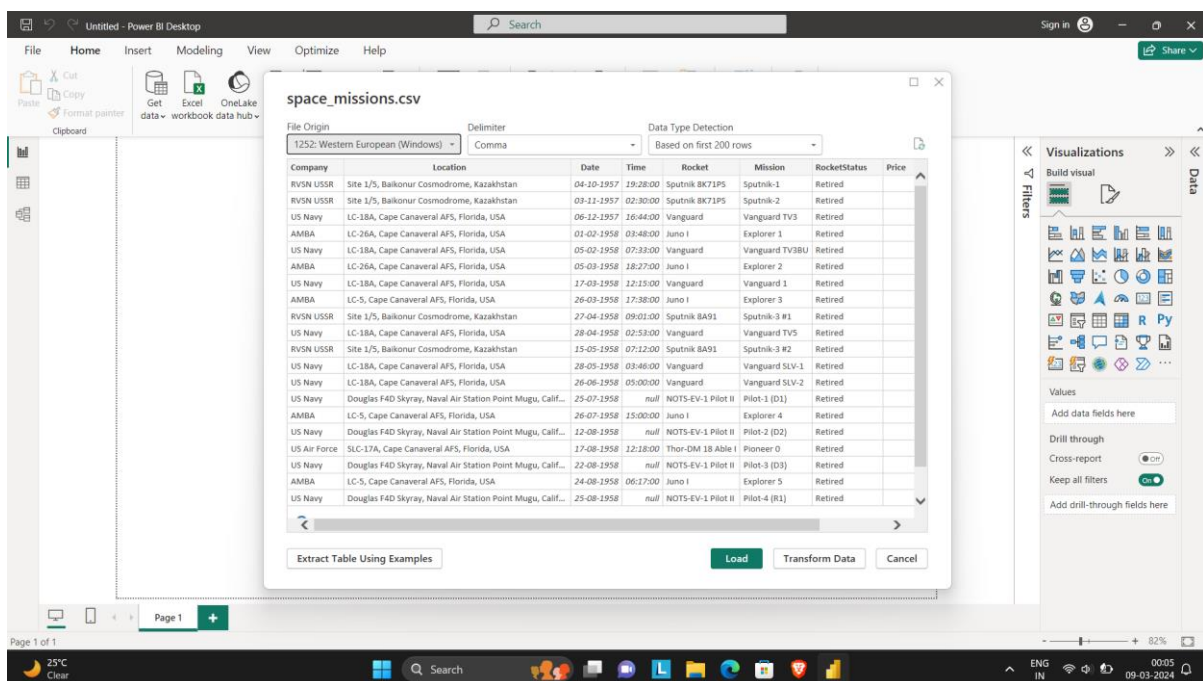 Untitled - Power BI Desktop
Search
Sign in
File Home Insert Modeling View Optimize Help
Share
Paste
Cut
Copy
Format painter
Clipboard
Get data
Excel workbook
OneLake data hub
space_missions.csv
File Origin Delimiter Data Type Detection
1252: Western European (Windows) Comma Based on first 200 rows
Company Location Date Time Rocket Mission RocketStatus Price
RVSN USSR Site 1/5, Baikonur Cosmodrome, Kazakhstan 04-10-1957 19:28:00 Sputnik 8K71PS Sputnik-1 Retired
RVSN USSR Site 1/5, Baikonur Cosmodrome, Kazakhstan 03-11-1957 02:30:00 Sputnik 8K71PS Sputnik-2 Retired
US Navy LC-18A, Cape Canaveral AFS, Florida, USA 06-12-1957 16:44:00 Vanguard Vanguard TV3 Retired
AMBA LC-26A, Cape Canaveral AFS, Florida, USA 01-02-1958 03:48:00 Juno I Explorer 1 Retired
US Navy LC-18A, Cape Canaveral AFS, Florida, USA 05-02-1958 07:33:00 Vanguard Vanguard TV3BU Retired
AMBA LC-26A, Cape Canaveral AFS, Florida, USA 05-03-1958 18:27:00 Juno I Explorer 2 Retired
US Navy LC-18A, Cape Canaveral AFS, Florida, USA 17-03-1958 12:15:00 Vanguard Vanguard 1 Retired
AMBA LC-5, Cape Canaveral AFS, Florida, USA 26-03-1958 17:38:00 Juno I Explorer 3 Retired
RVSN USSR Site 1/5, Baikonur Cosmodrome, Kazakhstan 27-04-1958 09:01:00 Sputnik 8A91 Sputnik-3 #1 Retired
US Navy LC-18A, Cape Canaveral AFS, Florida, USA 28-04-1958 02:53:00 Vanguard Vanguard TV5 Retired
RVSN USSR Site 1/5, Baikonur Cosmodrome, Kazakhstan 15-05-1958 07:12:00 Sputnik 8A91 Sputnik-3 #2 Retired
US Navy LC-18A, Cape Canaveral AFS, Florida, USA 28-05-1958 03:46:00 Vanguard Vanguard SLV-1 Retired
US Navy LC-18A, Cape Canaveral AFS, Florida, USA 26-06-1958 05:00:00 Vanguard Vanguard SLV-2 Retired
US Navy Douglas F4D Skyray, Naval Air Station Point Mugu, Calif... 25-07-1958 null NOTS-EV-1 Pilot II Pilot-1 (D1) Retired
AMBA LC-5, Cape Canaveral AFS, Florida, USA 26-07-1958 15:00:00 Juno I Explorer 4 Retired
US Navy Douglas F4D Skyray, Naval Air Station Point Mugu, Calif... 12-08-1958 null NOTS-EV-1 Pilot II Pilot-2 (D2) Retired
US Air Force SLC-17A, Cape Canaveral AFS, Florida, USA 17-08-1958 12:18:00 Thor-DM 18 Able I Pioneer 0 Retired
US Navy Douglas F4D Skyray, Naval Air Station Point Mugu, Calif... 22-08-1958 null NOTS-EV-1 Pilot II Pilot-3 (D3) Retired
AMBA LC-5, Cape Canaveral AFS, Florida, USA 24-08-1958 06:17:00 Juno I Explorer 5 Retired
US Navy Douglas F4D Skyray, Naval Air Station Point Mugu, Calif... 25-08-1958 null NOTS-EV-1 Pilot II Pilot-4 (R1) Retired
Extract Table Using Examples Load Transform Data Cancel
Filters
Visualizations
Build visual
R Py
Values
Add data fields here
Drill through
Cross-report Off
Keep all filters On
Add drill-through fields here
Data
Page 1
Page 1 of 1
82%
25°C
Clear
Search
ENG
IN
00:05
09-03-2024